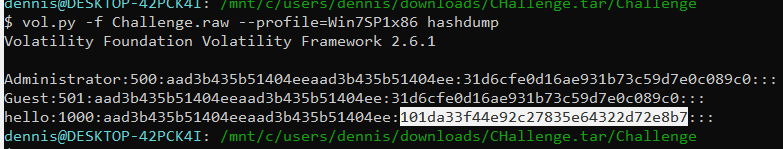 dennis@DESKTOP-42PCK4I: /mnt/c/users/dennis/downloads/CHallenge.tar/Challenge
$ vol.py -f Challenge.raw --profile=Win7SP1x86 hashdump
Volatility Foundation Volatility Framework 2.6.1
Administrator:500:aad3b435b51404eeaad3b435b51404ee:31d6cfe0d16ae931b73c59d7e0c089c0:::
Guest:501:aad3b435b51404eeaad3b435b51404ee:31d6cfe0d16ae931b73c59d7e0c089c0:::
hello:1000:aad3b435b51404eeaad3b435b51404ee:101da33f44e92c27835e64322d72e8b7:::
dennis@DESKTOP-42PCK4I: /mnt/c/users/dennis/downloads/CHallenge.tar/Challenge